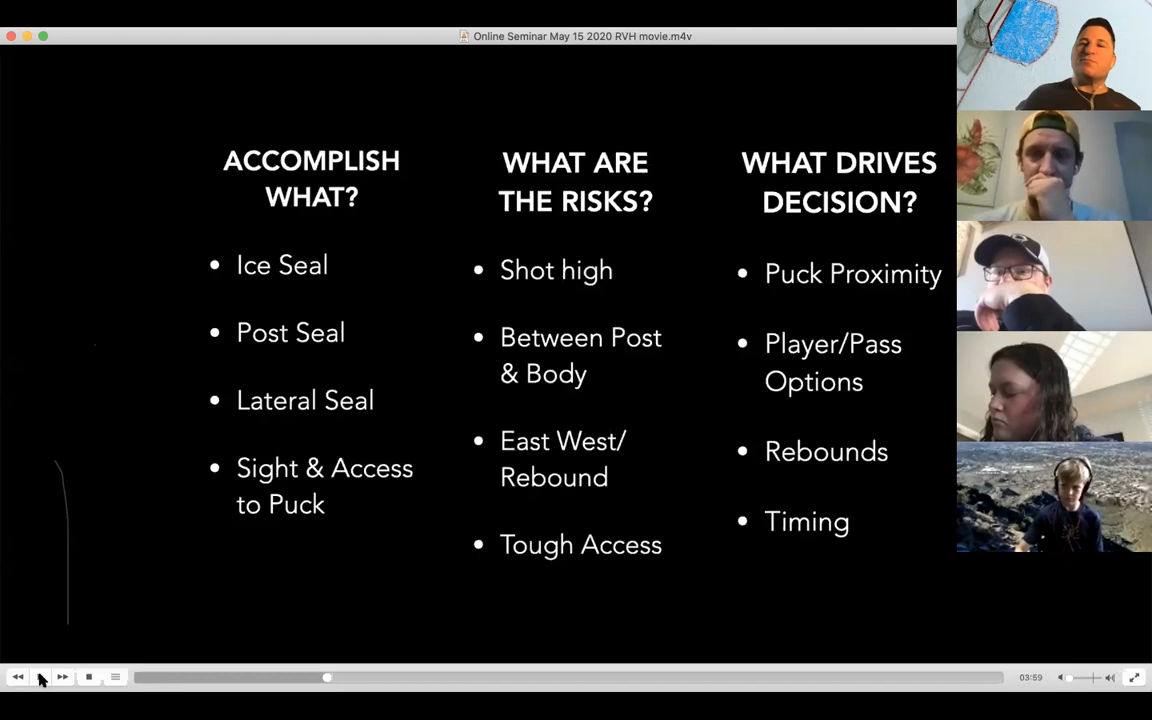 Online Seminar May 15 2020 RVH movie.m4v
ACCOMPLISH
WHAT?
• Ice Seal
• Post Seal
• Lateral Seal
• Sight & Access
to Puck
WHAT ARE
THE RISKS?
• Shot high
• Between Post
& Body
• East West/
Rebound
• Tough Access
WHAT DRIVES
DECISION?
• Puck Proximity
• Player/Pass
Options
• Rebounds
• Timing
03:59